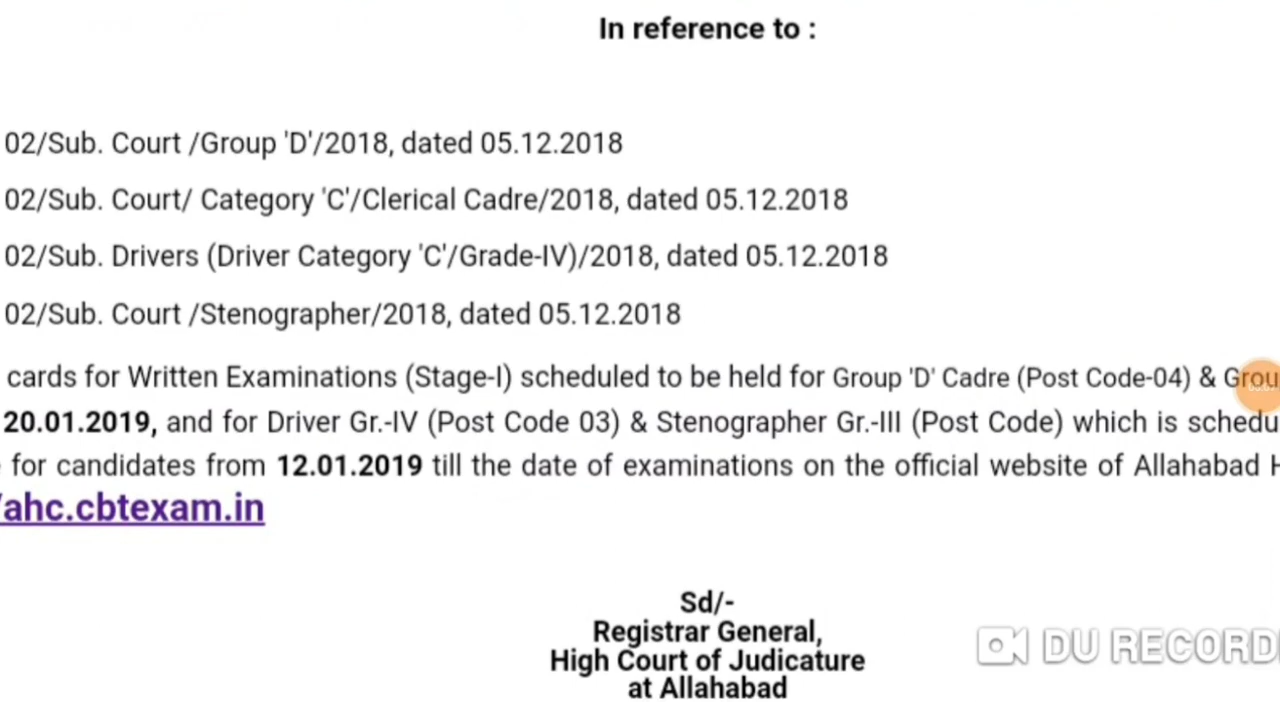 In reference to :
02/Sub. Court /Group 'D'/2018, dated 05.12.2018
02/Sub. Court/ Category 'C'/Clerical Cadre/2018, dated 05.12.2018
02/Sub. Drivers (Driver Category 'C'/Grade-IV)/2018, dated 05.12.2018
02/Sub. Court /Stenographer/2018, dated 05.12.2018
cards for Written Examinations (Stage-I) scheduled to be held for Group 'D' Cadre (Post Code-04) & Grou
20.01.2019, and for Driver Gr.-IV (Post Code 03) & Stenographer Gr.-III (Post Code) which is schedu
for candidates from 12.01.2019 till the date of examinations on the official website of Allahabad H
/ahc.cbtexam.in
Sd/-
Registrar General,
High Court of Judicature
at Allahabad
DU RECORD